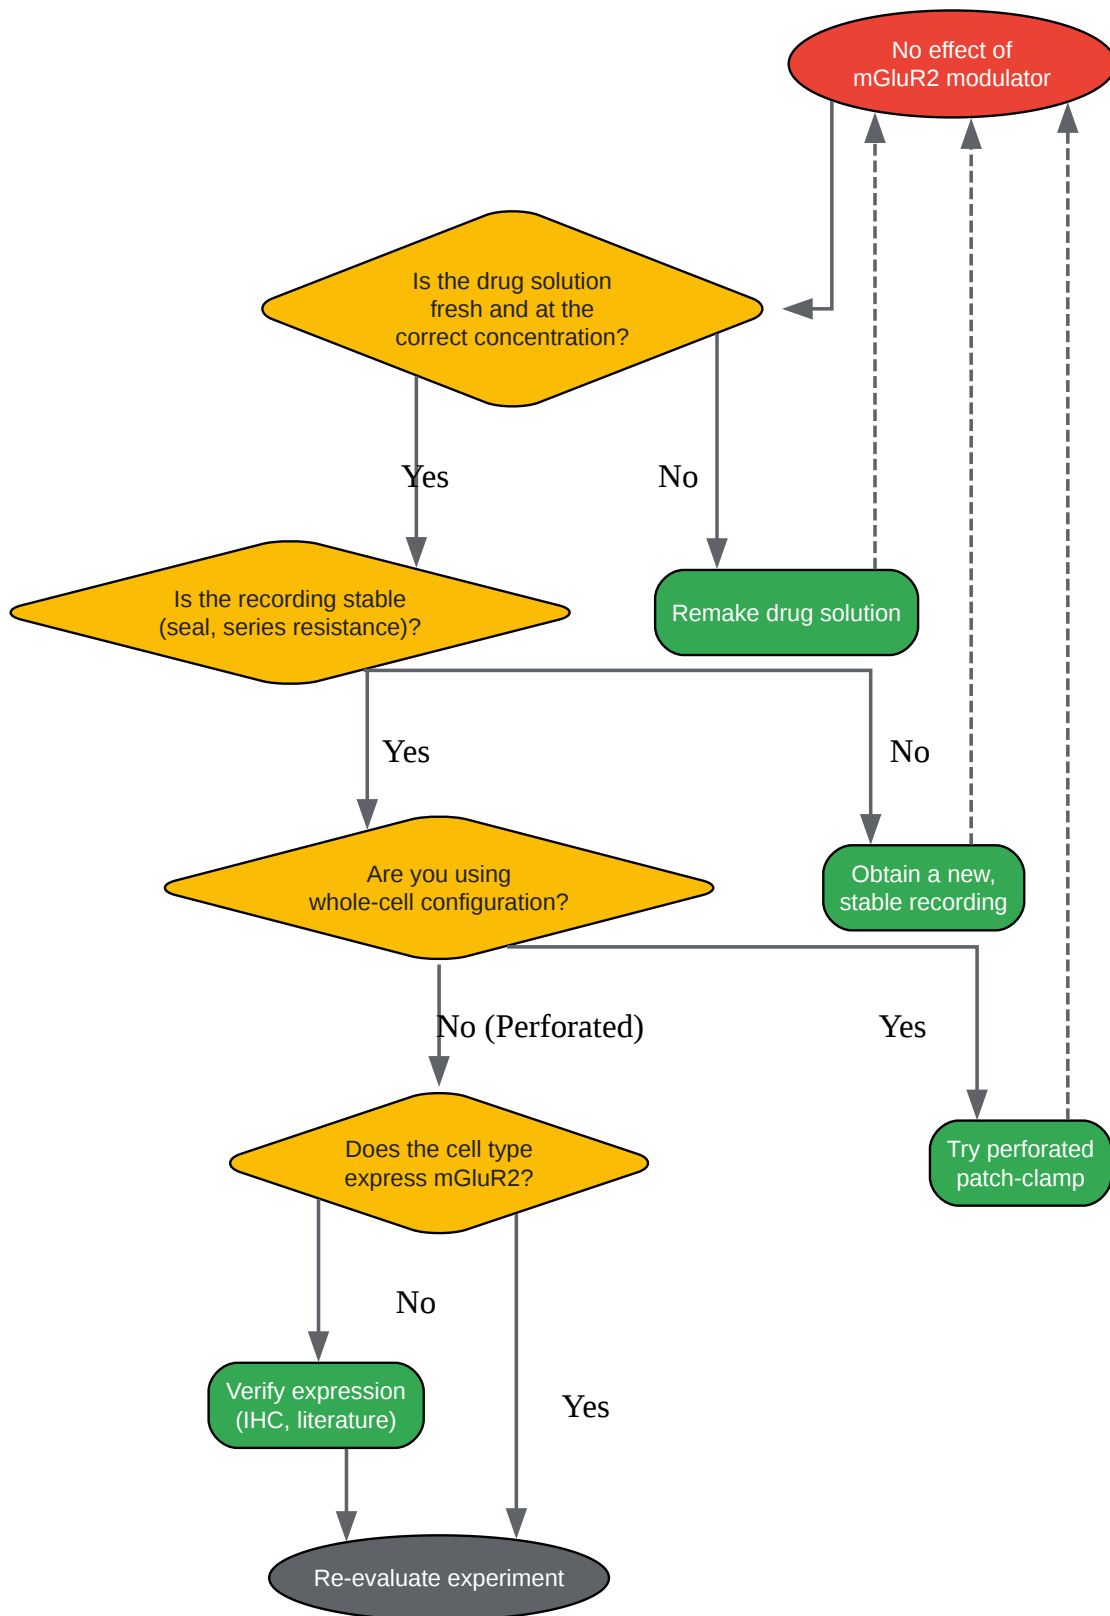 No effect of
mGluR2 modulator
Is the drug solution
fresh and at the
correct concentration?
Yes
No
Is the recording stable
(seal, series resistance)?
Remake drug solution
Yes
No
Are you using
whole-cell configuration?
Obtain a new,
stable recording
No (Perforated)
Yes
Does the cell type
express mGluR2?
Try perforated
patch-clamp
No
Verify expression
(IHC, literature)
Yes
Re-evaluate experiment